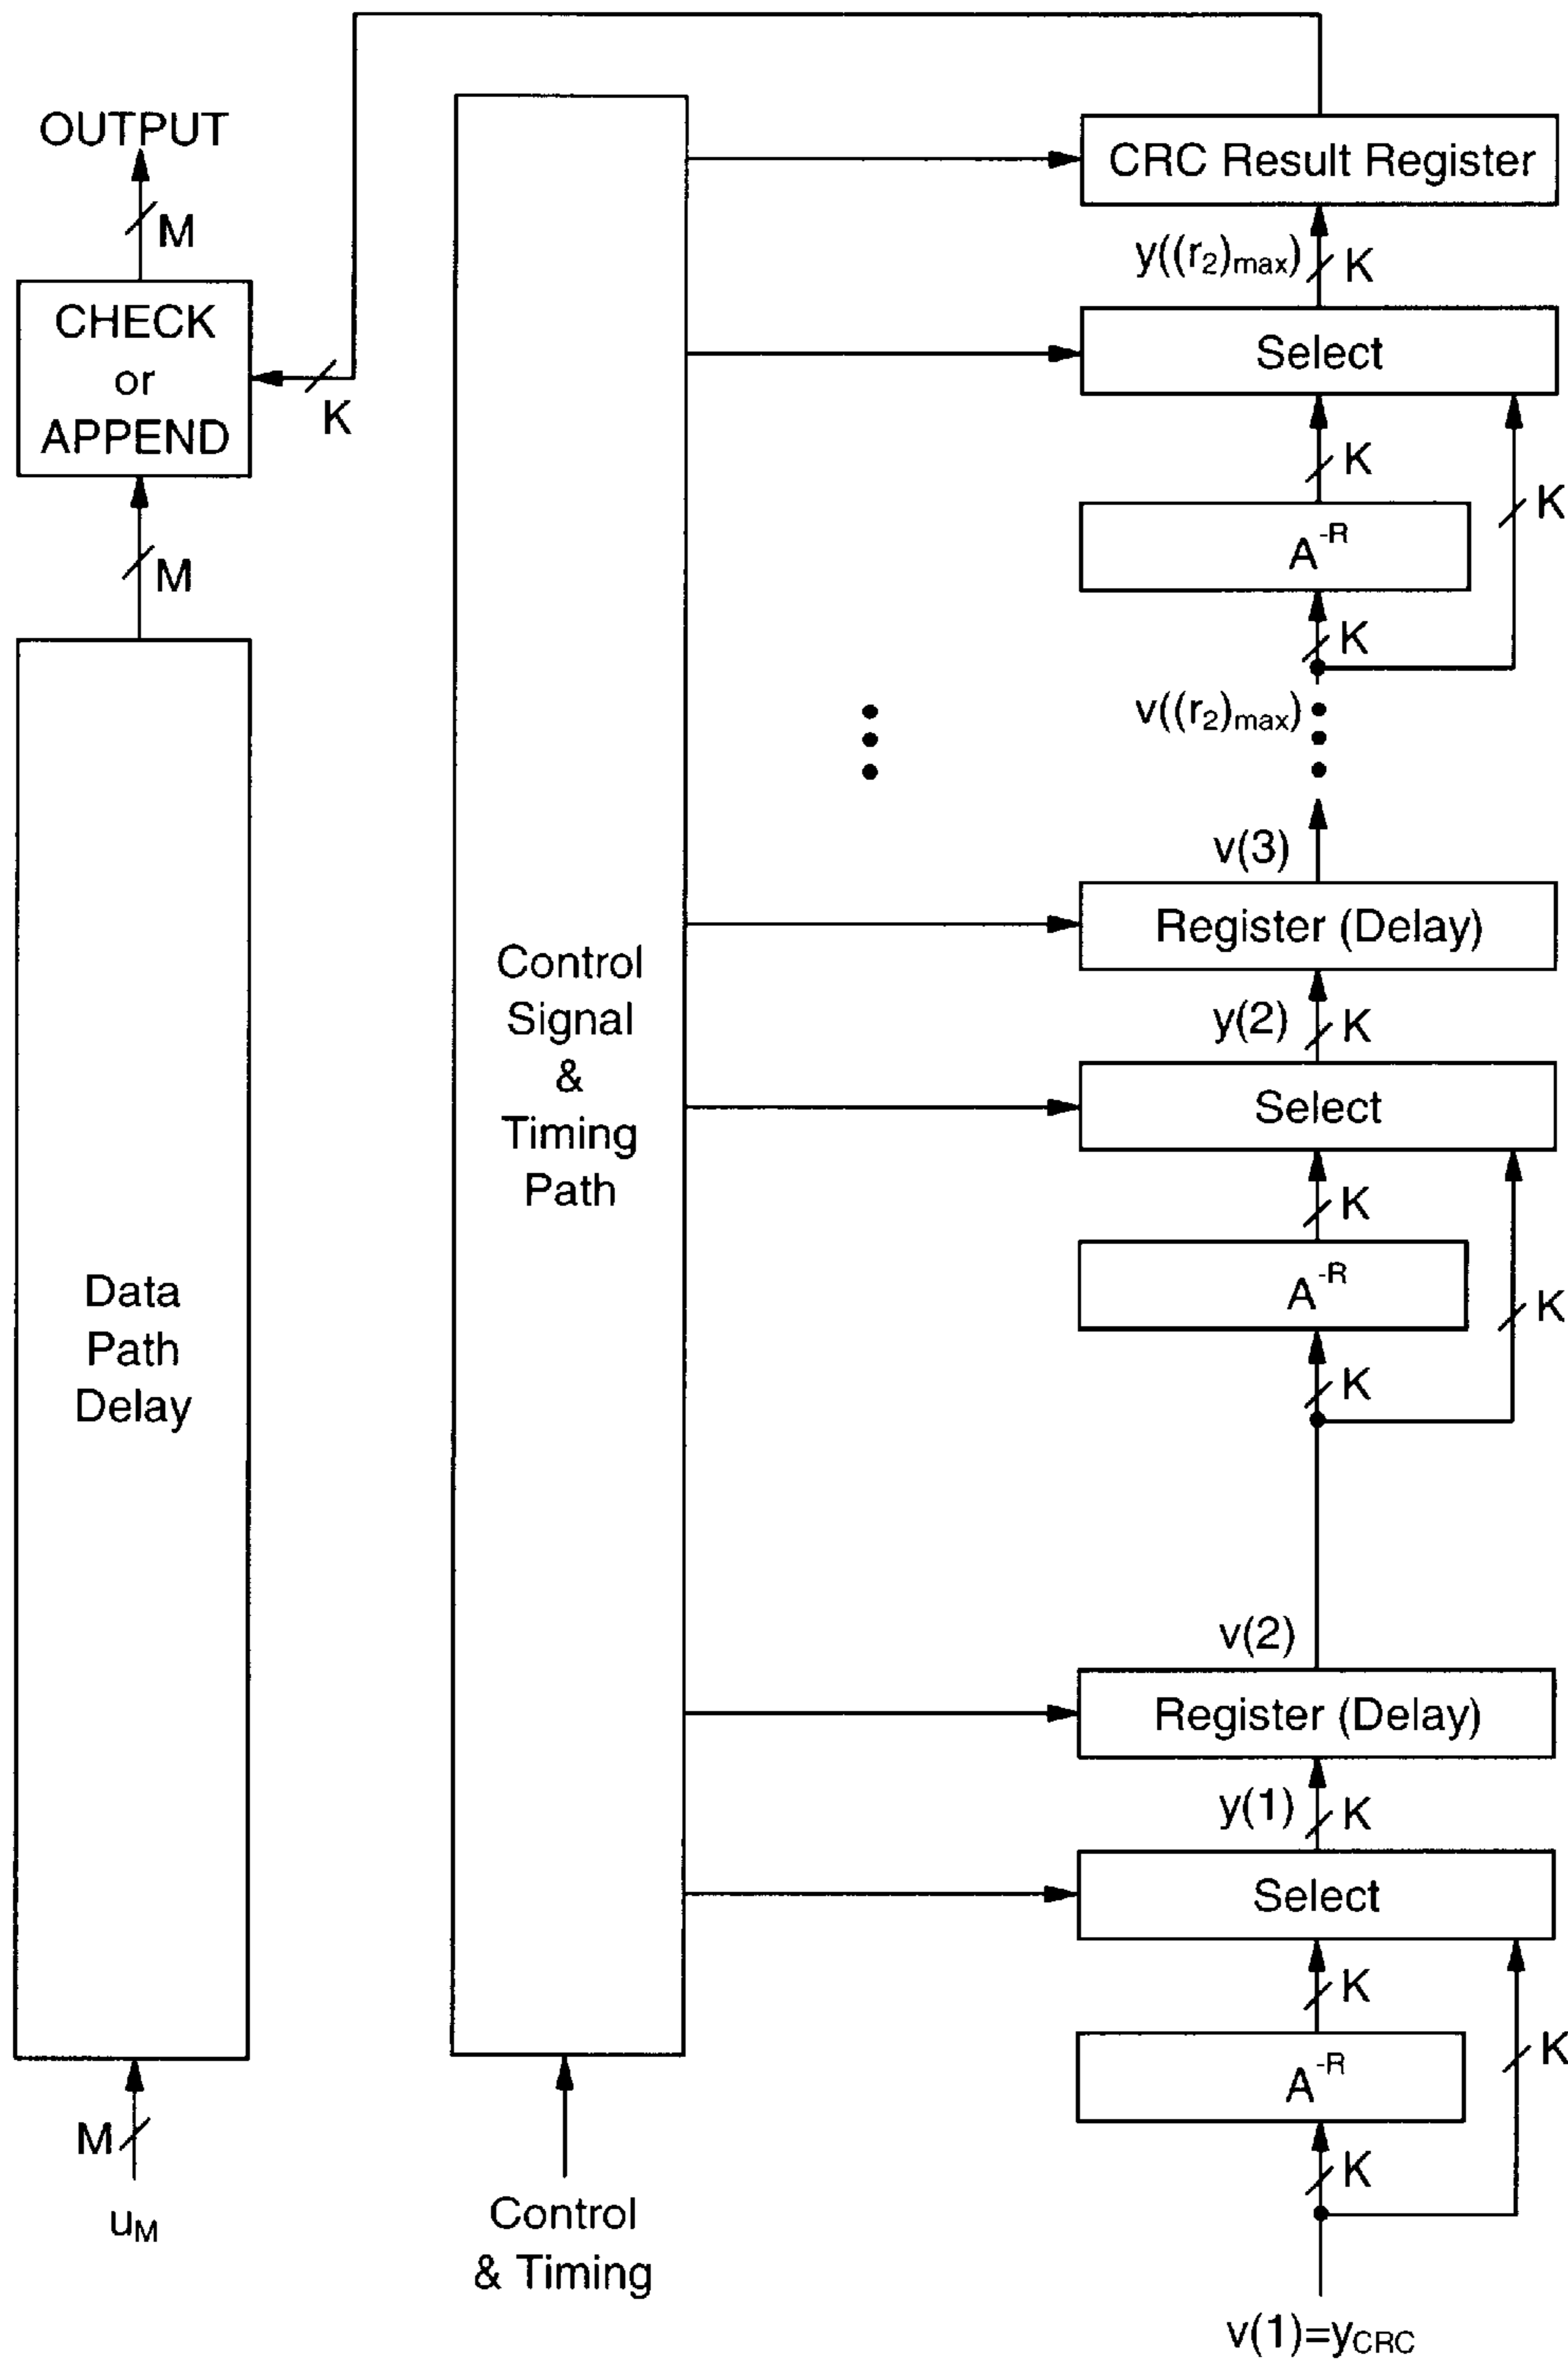 OUTPUT
M
CHECK
or
APPEND
K
M
Data
Path
Delay
M
uM
Control
Signal
&
Timing
Path
Control
& Timing
CRC Result Register
y((r2)max) K
Select
K
K
A-R
K
v((r2)max)
v(3)
Register (Delay)
y(2) K
Select
K
A-R
K
K
v(2)
Register (Delay)
y(1) K
Select
K
A-R
K
K
v(1)=yCRC